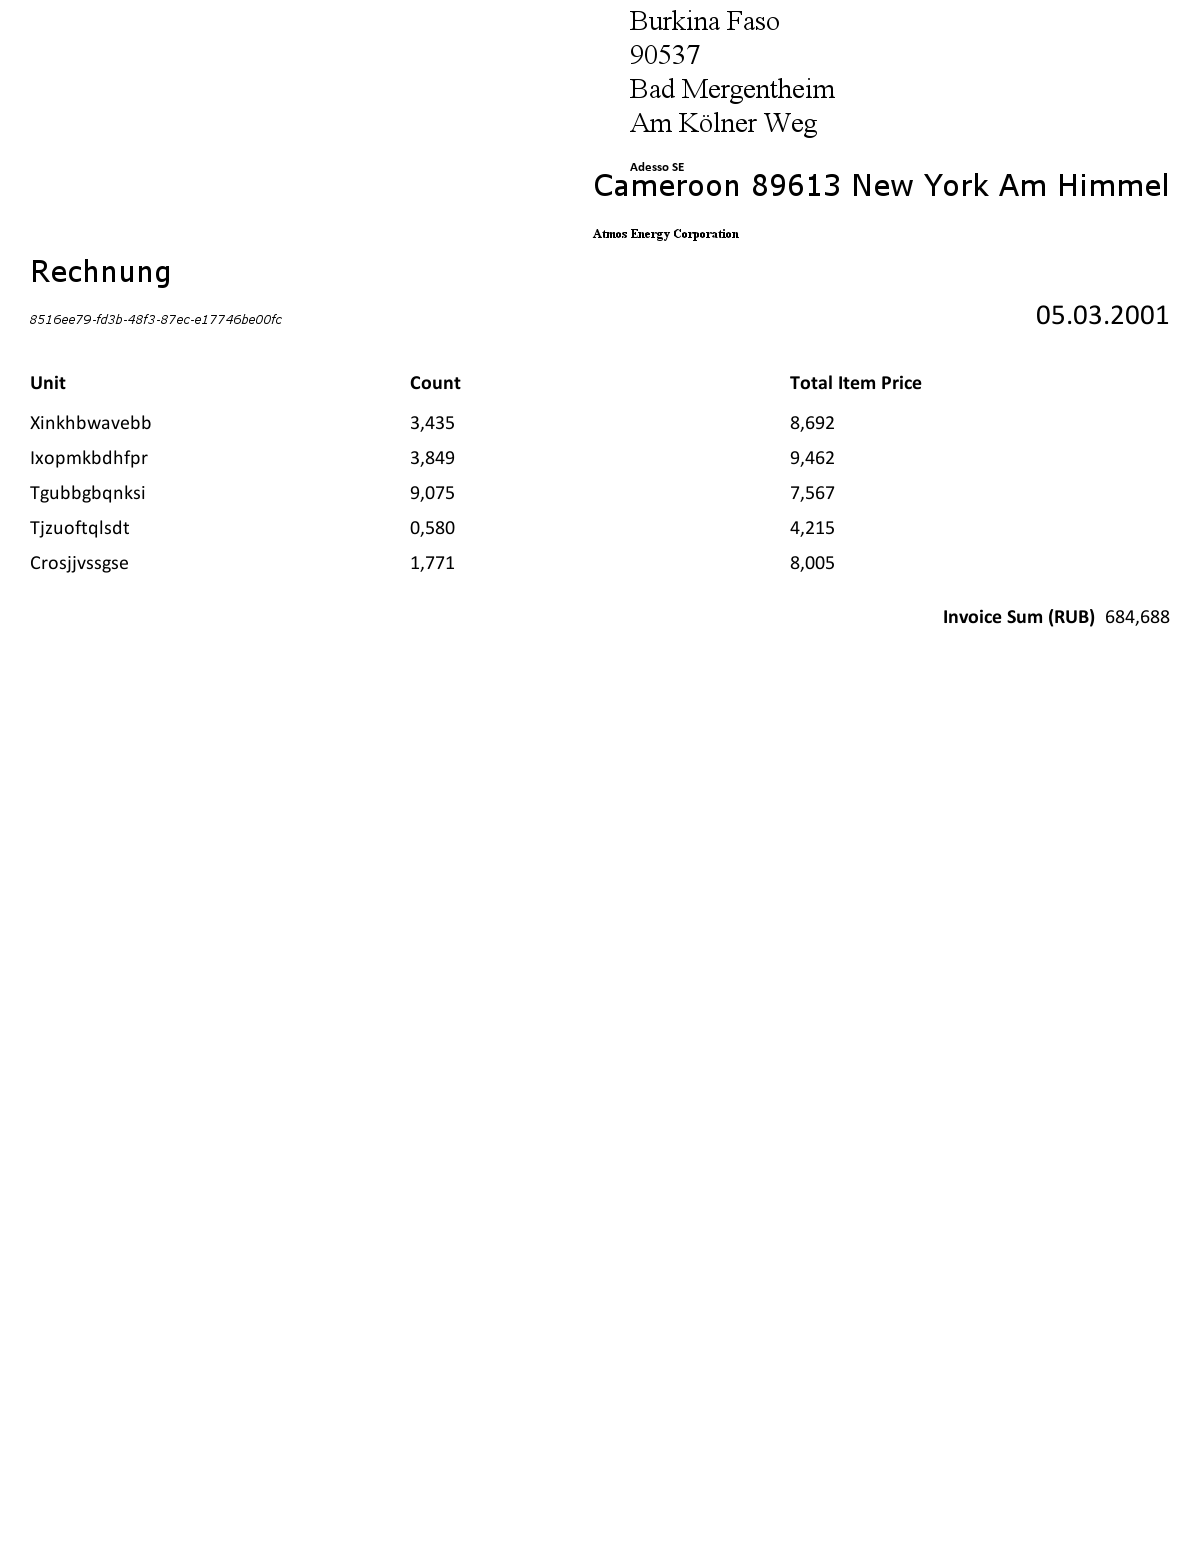 Burkina Faso
90537
Bad Mergentheim
Am Kölner Weg
Adesso SE
Cameroon 89613 New York Am Himmel
Atmos Energy Corporation
Rechnung
8516ee79-fd3b-48f3-87ec-e17746be00fc 05.03.2001
Unit Count Total Item Price
Xinkhbwavebb 3,435 8,692
Ixopmkbdhfpr 3,849 9,462
Tgubbgbqnksi 9,075 7,567
Tjzuoftqlsdt 0,580 4,215
Crosjjvssgse 1,771 8,005
Invoice Sum (RUB) 684,688